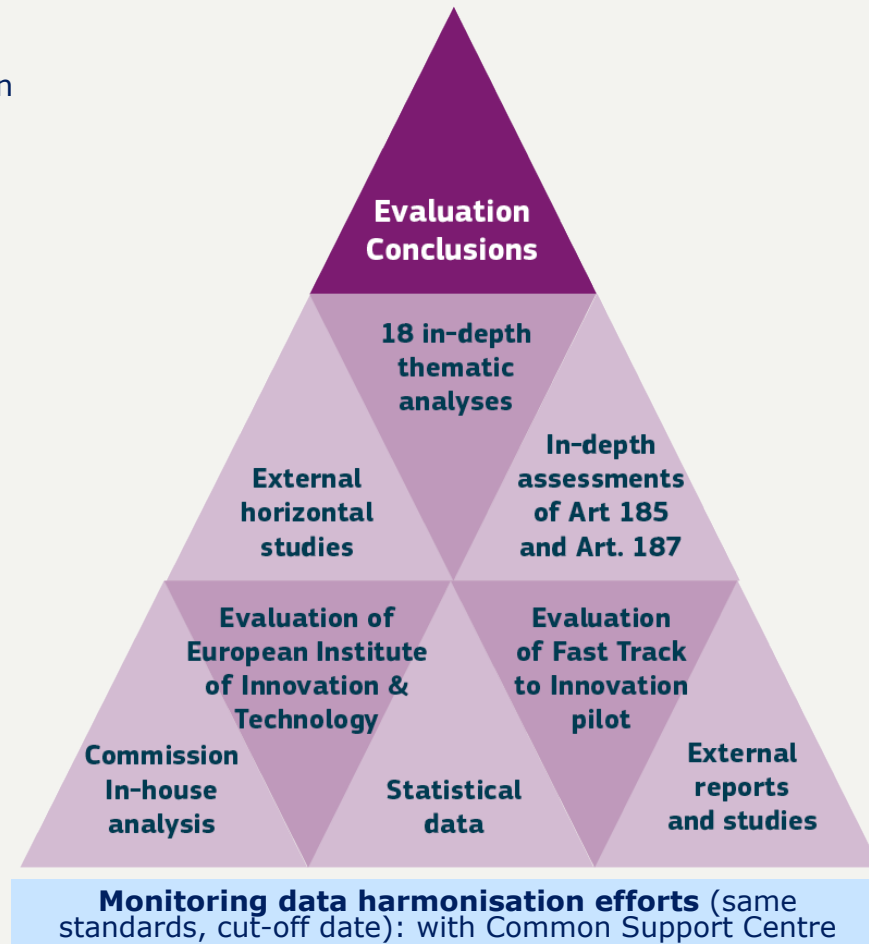 n
Evaluation
Conclusions
18 in-depth
thematic
analyses
External
horizontal
studies
In-depth
assessments
of Art 185
and Art. 187
Evaluation of
European Institute
of Innovation &
Technology
Evaluation
of Fast Track
to Innovation
pilot
Commission
In-house
analysis
Statistical
data
External
reports
and studies
Monitoring data harmonisation efforts (same
standards, cut-off date): with Common Support Centre